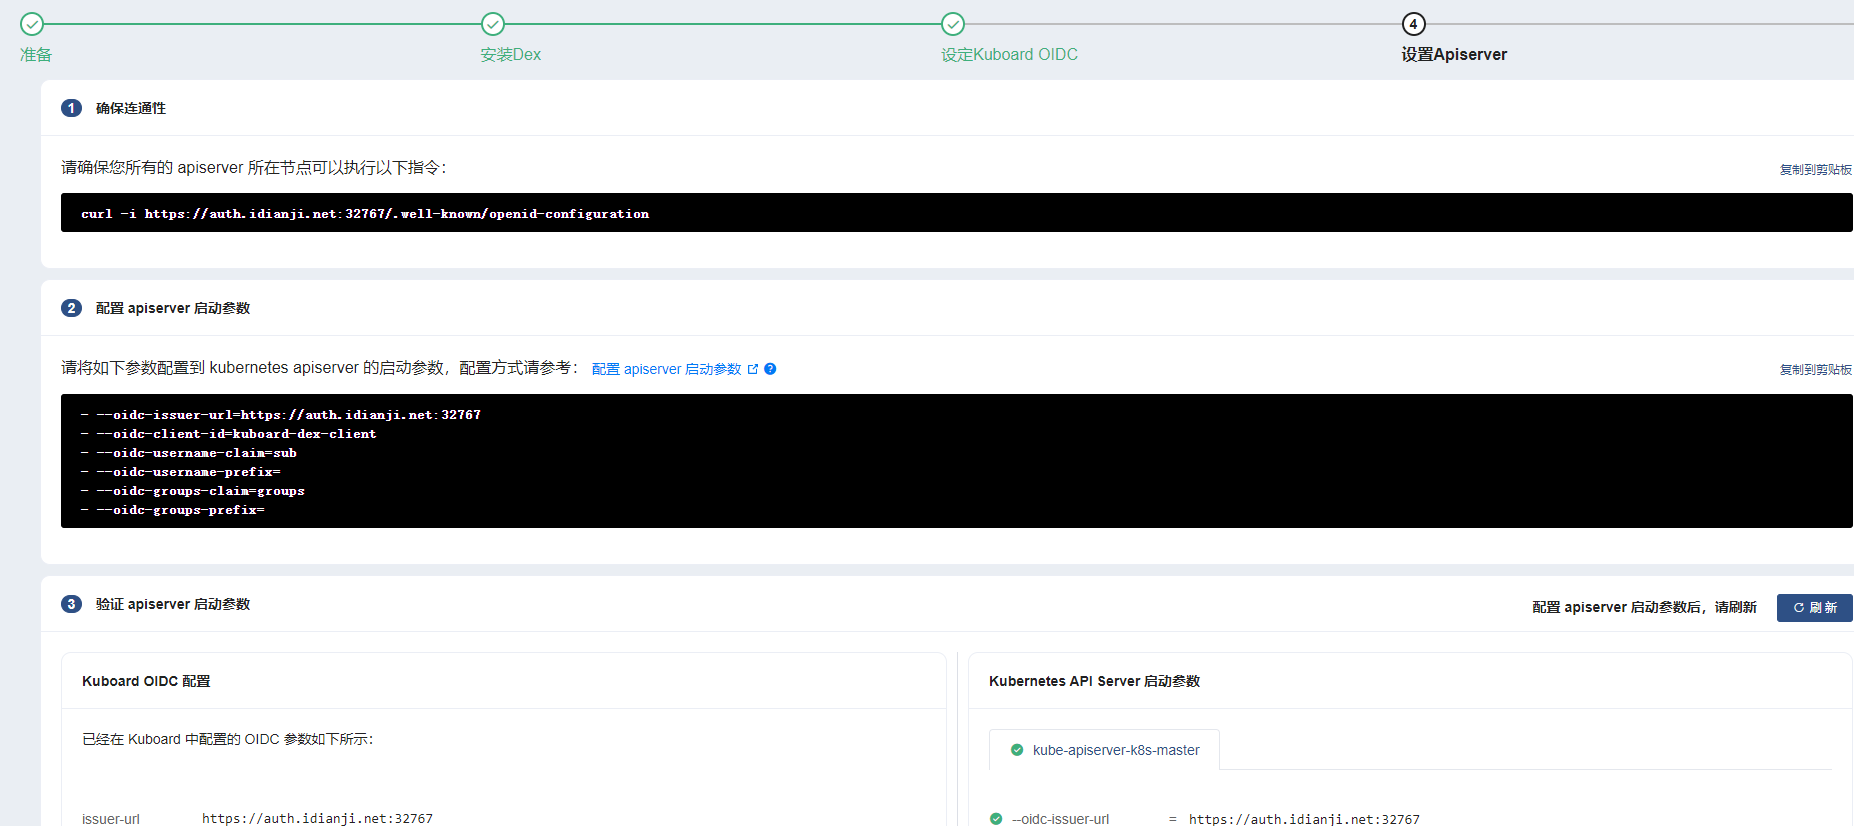 4
准备
安装Dex
设定Kuboard OIDC
设置Apiserver
1 确保连通性
请确保您所有的 apiserver 所在节点可以执行以下指令：
复制到剪贴板
curl -i https://auth.idianji.net:32767/.well-known/openid-configuration
2 配置 apiserver 启动参数
请将如下参数配置到 kubernetes apiserver 的启动参数，配置方式请参考： 配置 apiserver 启动参数 ?
复制到剪贴板
- --oidc-issuer-url=https://auth.idianji.net:32767
- --oidc-client-id=kuboard-dex-client
- --oidc-username-claim=sub
- --oidc-username-prefix=
- --oidc-groups-claim=groups
- --oidc-groups-prefix=
3 验证 apiserver 启动参数
配置 apiserver 启动参数后，请刷新
刷 新
Kuboard OIDC 配置
已经在 Kuboard 中配置的 OIDC 参数如下所示：
issuer-url https://auth.idianji.net:32767
Kubernetes API Server 启动参数
kube-apiserver-k8s-master
--oidc-issuer-url = https://auth.idianji.net:32767